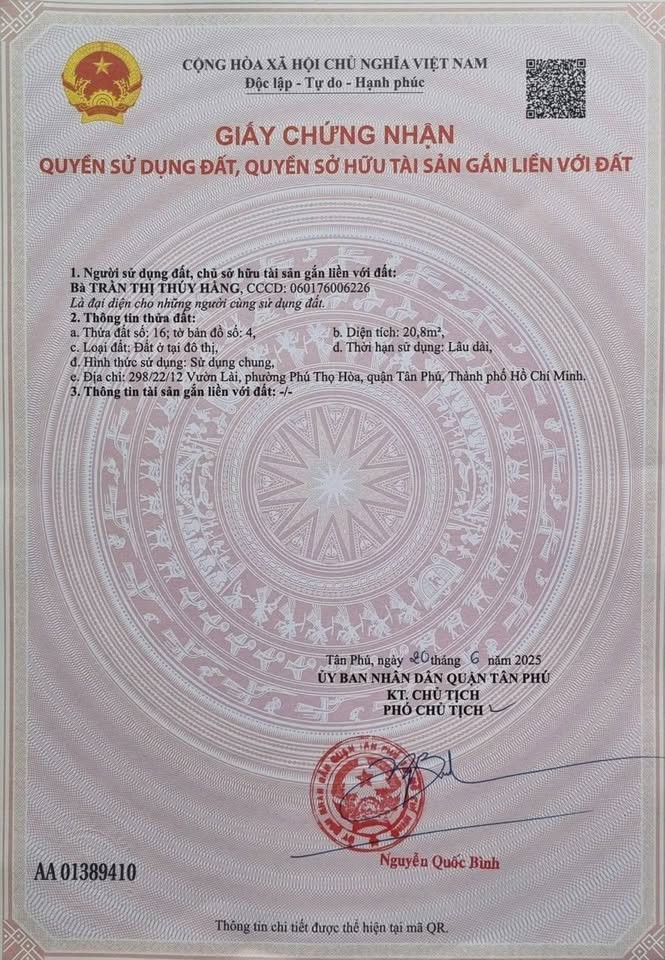 CỘNG HÒA XÃ HỘI CHỦ NGHĨA VIỆT NAM
Độc lập - Tự do - Hạnh phúc
GIẤY CHỨNG NHẬN
QUYỀN SỬ DỤNG ĐẤT, QUYỀN SỞ HỮU TÀI SẢN GẮN LIỀN VỚI ĐẤT
1. Người sử dụng đất, chủ sở hữu tài sản gắn liền với đất:
Bà TRẦN THỊ THÚY HẰNG, CCCD: 060176006226
Là đại diện cho những người cùng sử dụng đất.
2. Thông tin thửa đất:
a. Thửa đất số: 16; tờ bản đồ số: 4, b. Diện tích: 20,8m²,
c. Loại đất: Đất ở tại đô thị, d. Thời hạn sử dụng: Lâu dài,
đ. Hình thức sử dụng: Sử dụng chung,
e. Địa chỉ: 298/22/12 Vườn Lài, phường Phú Thọ Hòa, quận Tân Phú, Thành phố Hồ Chí Minh.
3. Thông tin tài sản gắn liền với đất: -/-
Tân Phú, ngày 20 tháng 6 năm 2025
ỦY BAN NHÂN DÂN QUẬN TÂN PHÚ
KT. CHỦ TỊCH
PHÓ CHỦ TỊCH
Nguyễn Quốc Bình
AA 01389410
Thông tin chi tiết được thể hiện tại mã QR.